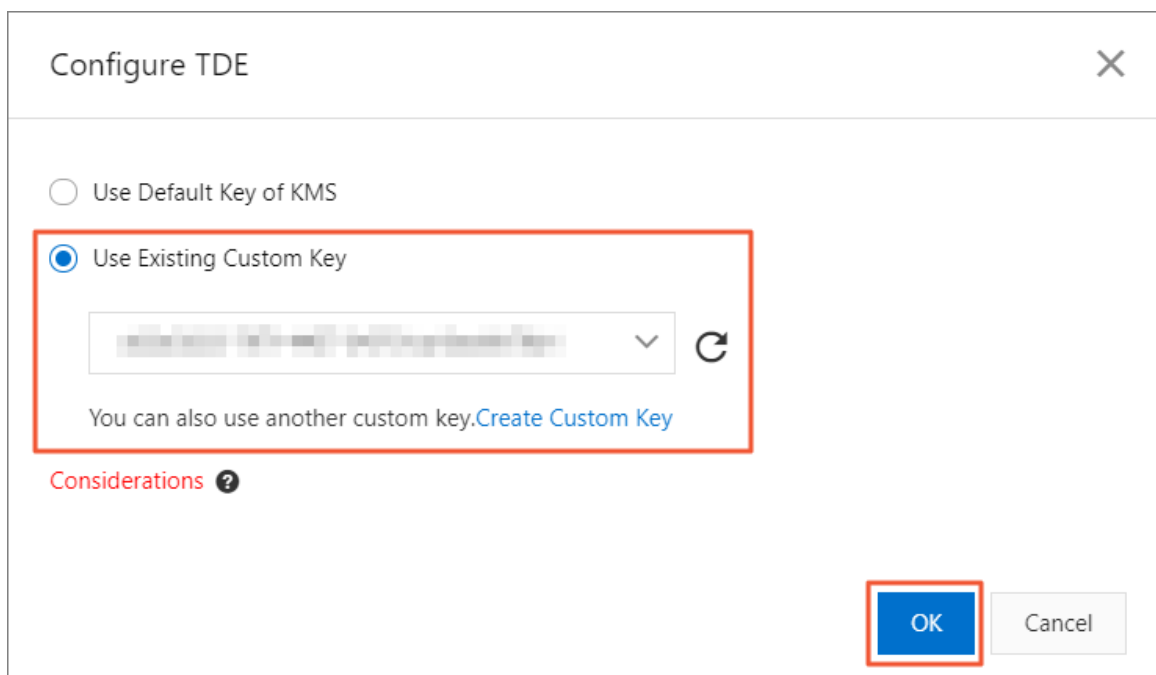 Configure TDE
Use Default Key of KMS
Use Existing Custom Key
You can also use another custom key.Create Custom Key
Considerations
OK
Cancel